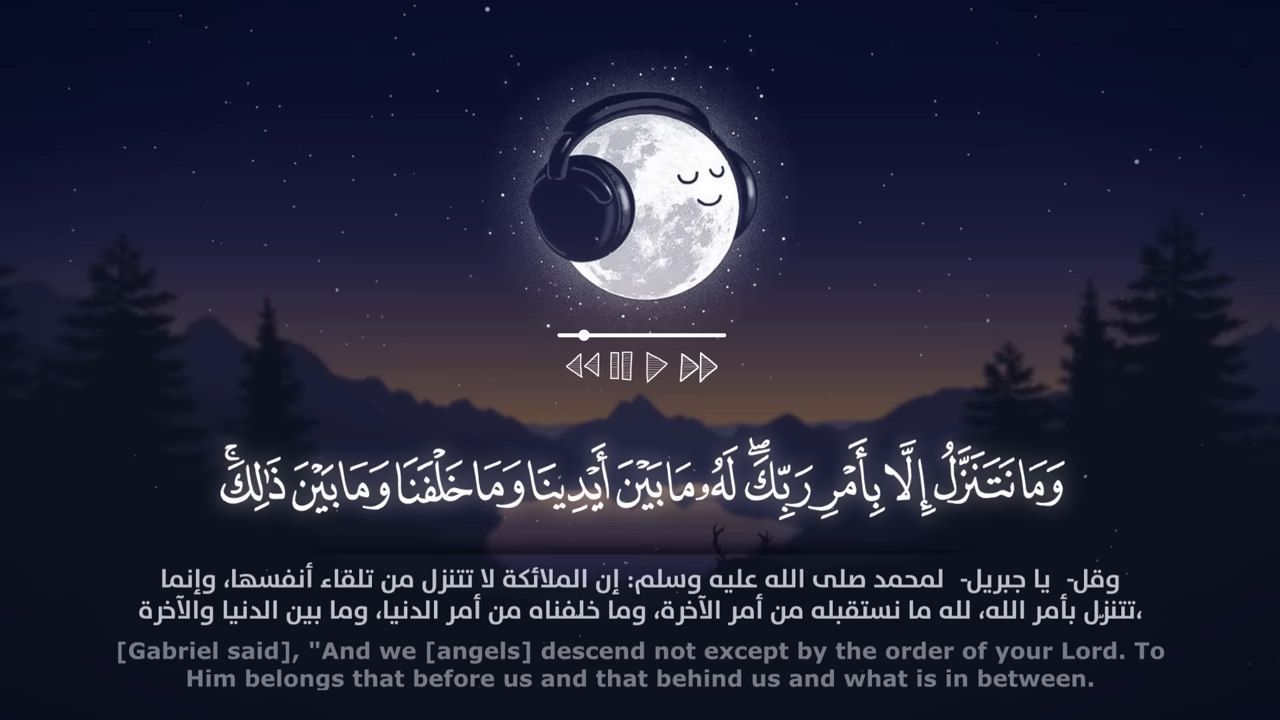 وَمَا نَتَنَزَّلُ إِلَّا بِأَمْرِ رَبِّكَۖ لَهُۥ مَا بَيْنَ أَيْدِينَا وَمَا خَلْفَنَا وَمَا بَيْنَ ذَٰلِكَۚ
وقل- يا جبريل- لمحمد صلى الله عليه وسلم: إن الملائكة لا تتنزل من تلقاء أنفسها، وإنما
تتنزل بأمر الله، لله ما نستقبله من أمر الآخرة، وما خلفناه من أمر الدنيا، وما بين الدنيا والآخرة،
[Gabriel said], "And we [angels] descend not except by the order of your Lord. To
Him belongs that before us and that behind us and what is in between.